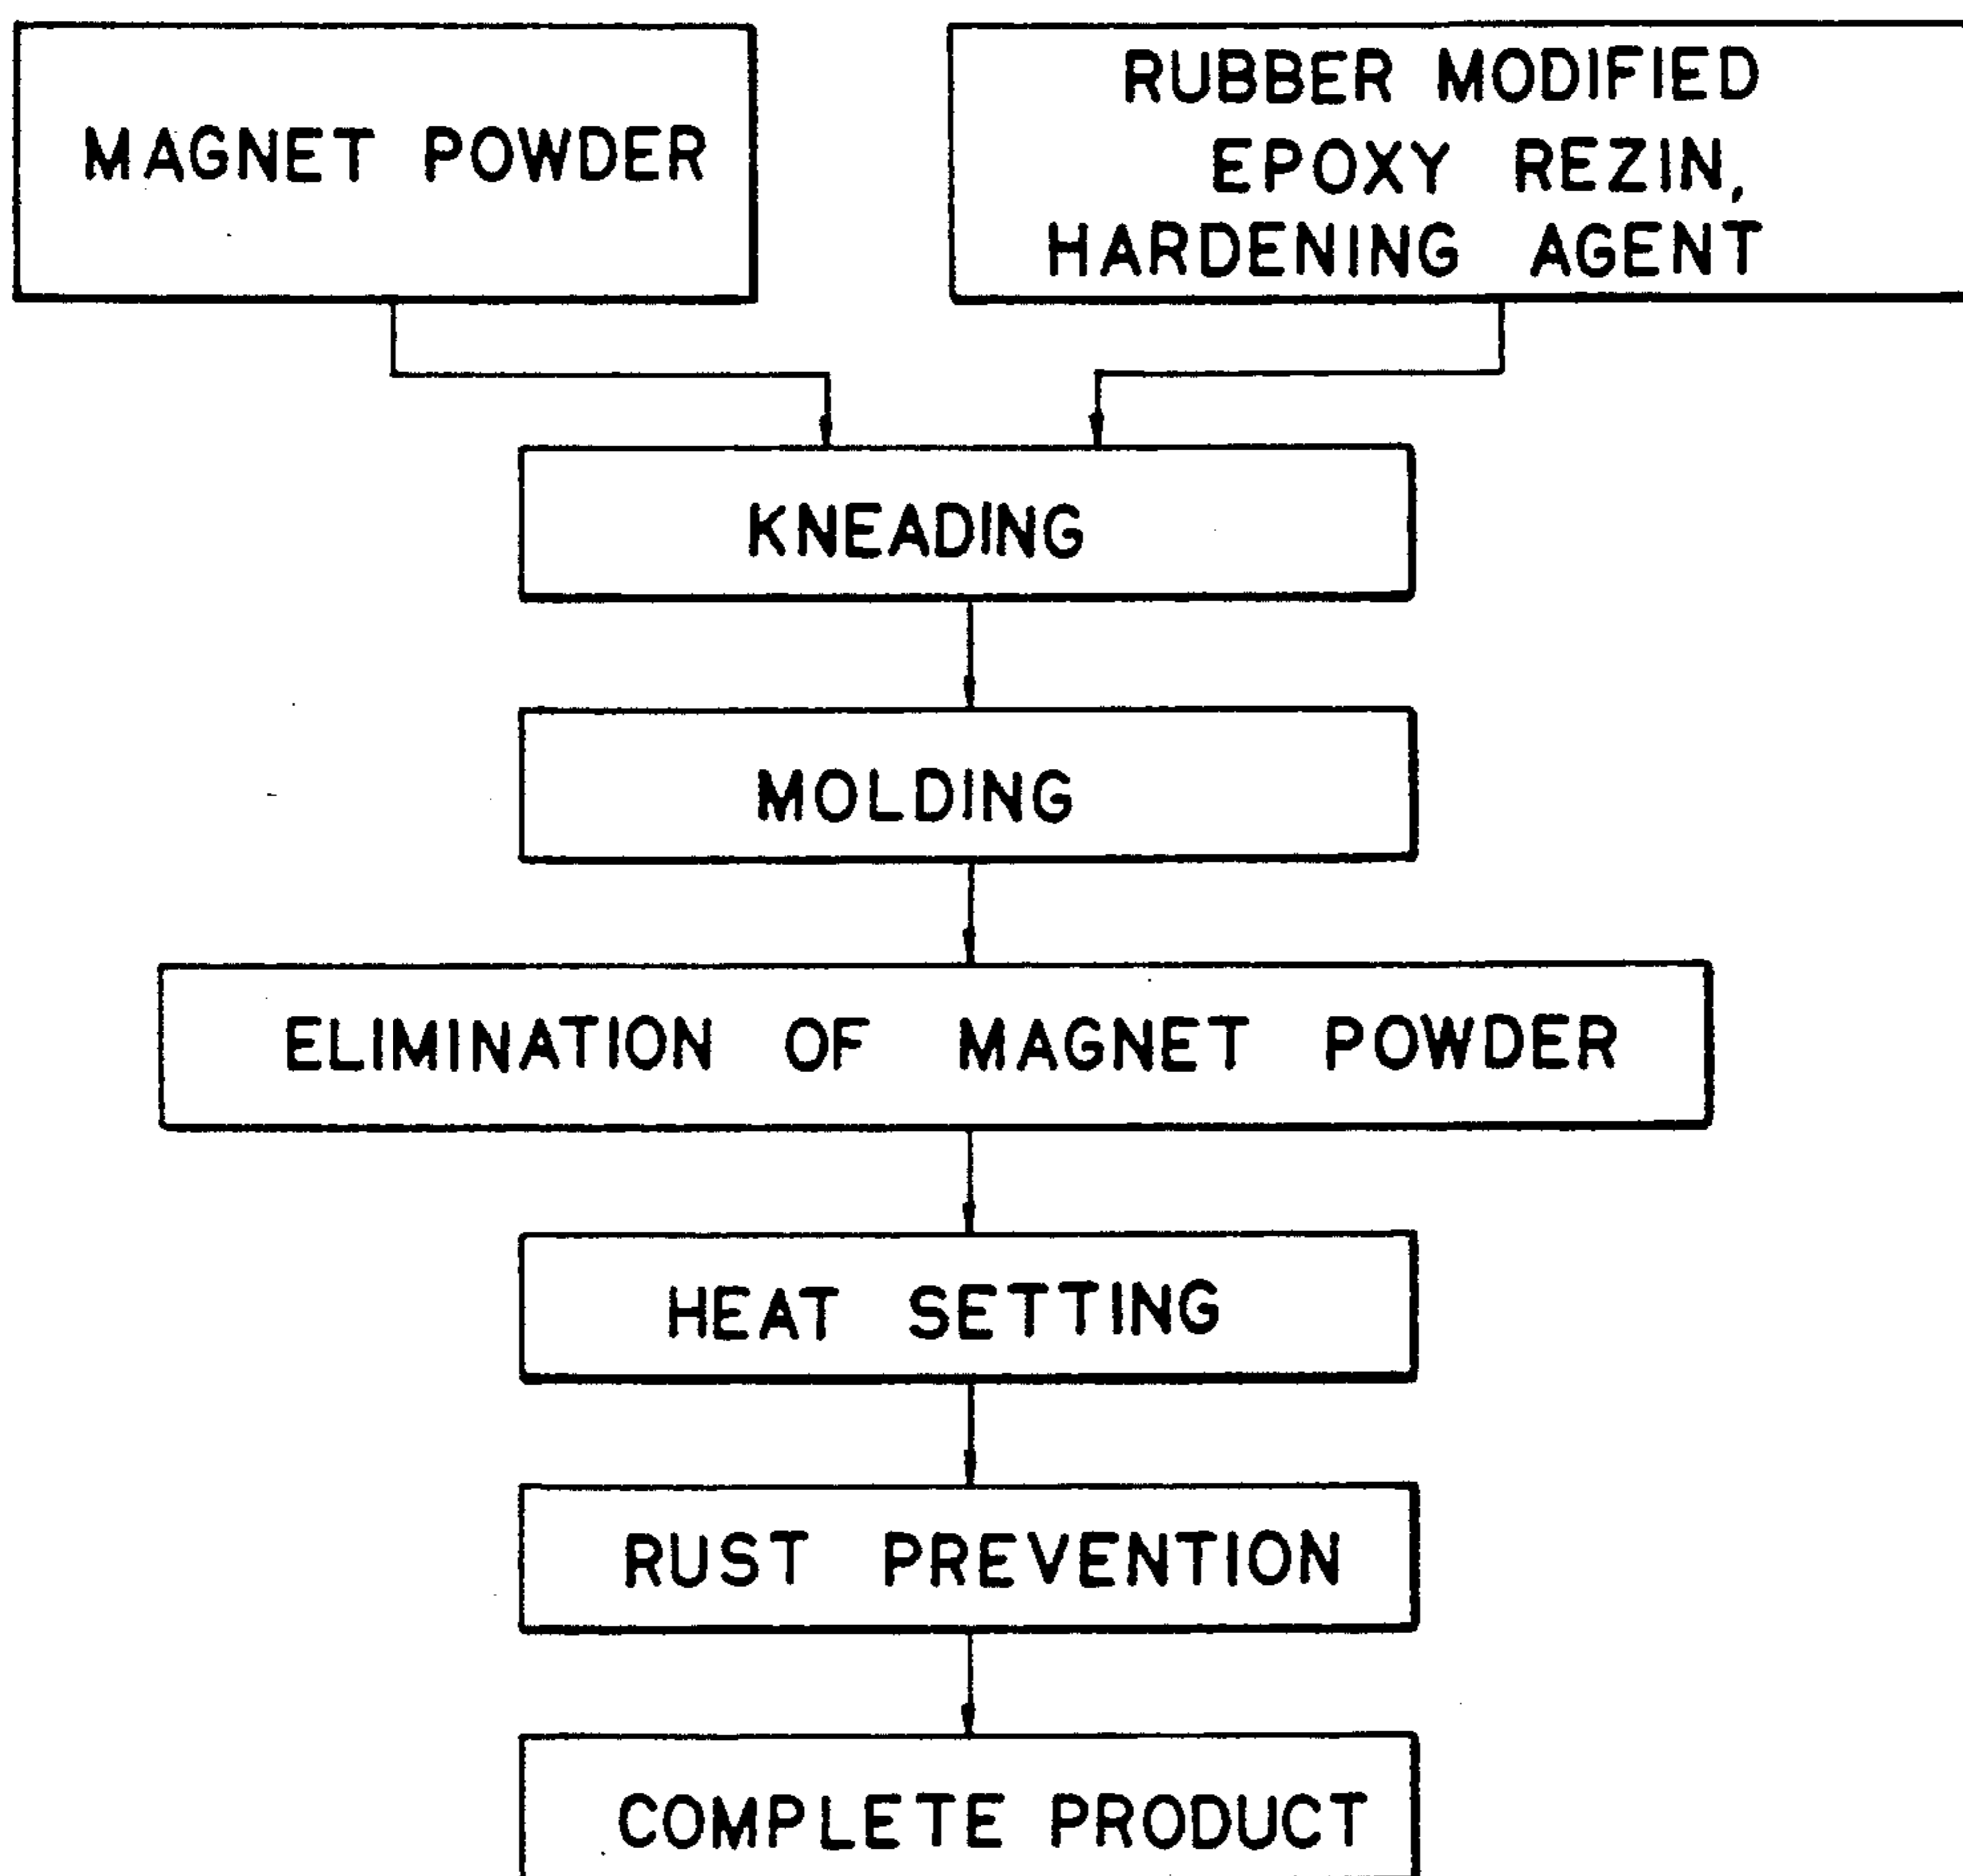 MAGNET POWDER
RUBBER MODIFIED
EPOXY REZIN,
HARDENING AGENT
KNEADING
MOLDING
ELIMINATION OF MAGNET POWDER
HEAT SETTING
RUST PREVENTION
COMPLETE PRODUCT